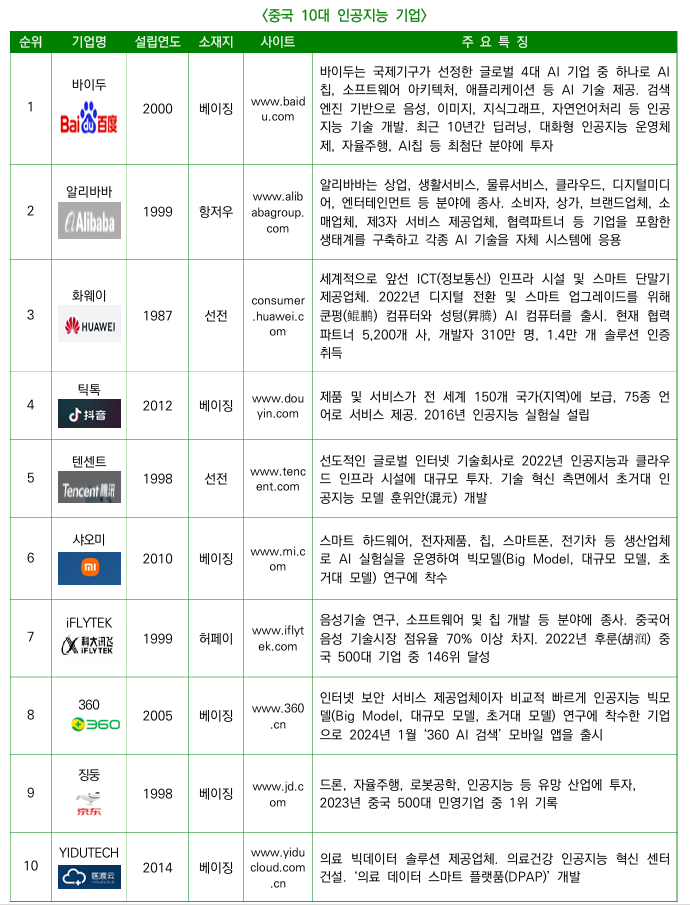 <중국 10대 인공지능 기업>
순위 기업명 설립연도 소재지 사이트 주 요 특 징
1
바이두
Bai du 百度
2000
베이징
www.baid
u.com
바이두는 국제기구가 선정한 글로벌 4대 AI 기업 중 하나로 AI
칩, 소프트웨어 아키텍처, 애플리케이션 등 AI 기술 제공. 검색
엔진 기반으로 음성, 이미지, 지식그래프, 자연언어처리 등 인공
지능 기술 개발. 최근 10년간 딥러닝, 대화형 인공지능 운영체
제, 자율주행, AI칩 등 최첨단 분야에 투자
2
알리바바
Alibaba
1999
항저우
www.alib
abagroup.
com
알리바바는 상업, 생활서비스, 물류서비스, 클라우드, 디지털미디
어, 엔터테인먼트 등 분야에 종사. 소비자, 상가, 브랜드업체, 소
매업체, 제3자 서비스 제공업체, 협력파트너 등 기업을 포함한
생태계를 구축하고 각종 AI 기술을 자체 시스템에 응용
3
화웨이
HUAWEI
1987
선전
consumer
.huawei.c
om
세계적으로 앞선 ICT(정보통신) 인프라 시설 및 스마트 단말기
제공업체. 2022년 디지털 전환 및 스마트 업그레이드를 위해
쿤펑(鲲鹏) 컴퓨터와 성텅(昇腾) AI 컴퓨터를 출시. 현재 협력
파트너 5,200개 사, 개발자 310만 명, 1.4만 개 솔루션 인증
취득
4
틱톡
抖音
2012
베이징
www.dou
yin.com
제품 및 서비스가 전 세계 150개 국가(지역)에 보급, 75종 언
어로 서비스 제공. 2016년 인공지능 실험실 설립
5
텐센트
Tencent 腾讯
1998
선전
www.tenc
ent.com
선도적인 글로벌 인터넷 기술회사로 2022년 인공지능과 클라우
드 인프라 시설에 대규모 투자. 기술 혁신 측면에서 초거대 인
공지능 모델 훈위안(混元) 개발
6
샤오미
mi
2010
베이징
www.mi.c
om
스마트 하드웨어, 전자제품, 칩, 스마트폰, 전기차 등 생산업체
로 AI 실험실을 운영하여 빅모델(Big Model, 대규모 모델, 초
거대 모델) 연구에 착수
7
iFLYTEK
科大讯飞
iFLYTEK
1999
허페이
www.iflyt
ek.com
음성기술 연구, 소프트웨어 및 칩 개발 등 분야에 종사. 중국어
음성 기술시장 점유율 70% 이상 차지. 2022년 후룬(胡润) 중
국 500대 기업 중 146위 달성
8
360
360
2005
베이징
www.360
.cn
인터넷 보안 서비스 제공업체이자 비교적 빠르게 인공지능 빅모
델(Big Model, 대규모 모델, 초거대 모델) 연구에 착수한 기업
으로 2024년 1월 ‘360 AI 검색’ 모바일 앱을 출시
9
징둥
京东
1998
베이징
www.jd.c
om
드론, 자율주행, 로봇공학, 인공지능 등 유망 산업에 투자,
2023년 중국 500대 민영기업 중 1위 기록
10
YIDUTECH
医渡云
2014
베이징
www.yidu
cloud.com
.cn
의료 빅데이터 솔루션 제공업체. 의료건강 인공지능 혁신 센터
건설. ‘의료 데이터 스마트 플랫폼(DPAP)’ 개발